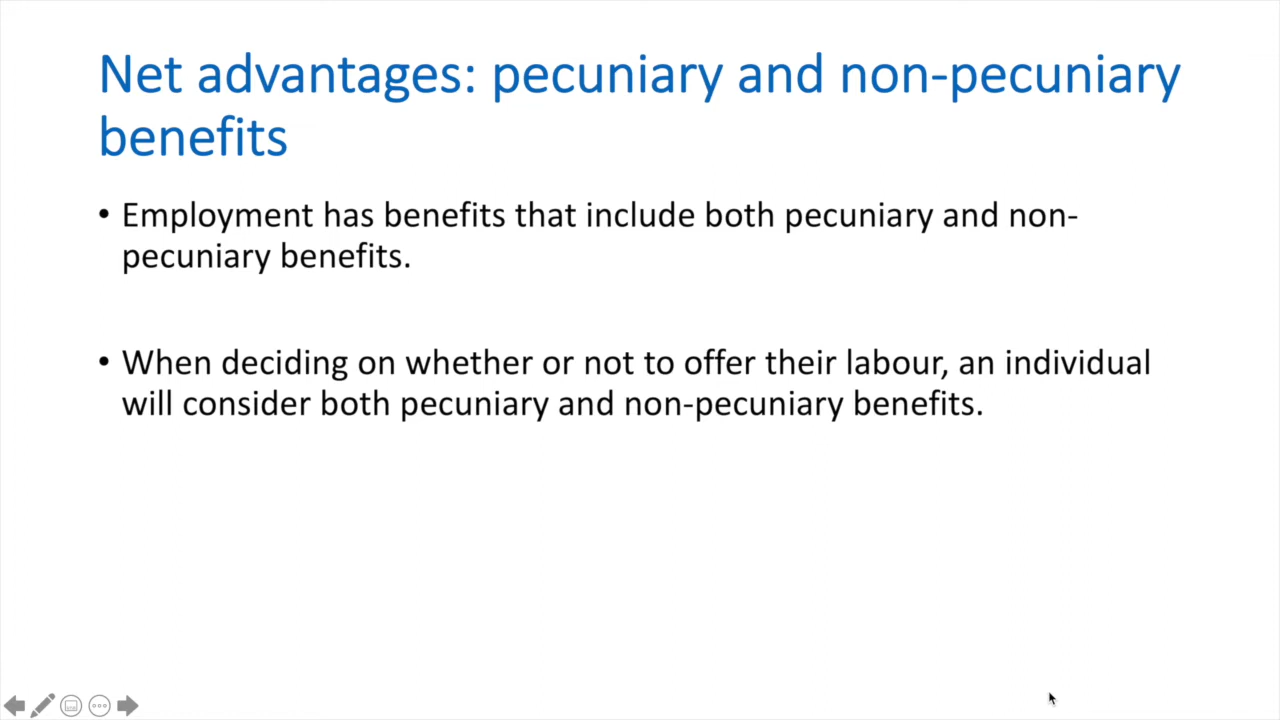 Net advantages: pecuniary and non-pecuniary
benefits
• Employment has benefits that include both pecuniary and non-
pecuniary benefits.
• When deciding on whether or not to offer their labour, an individual
will consider both pecuniary and non-pecuniary benefits.